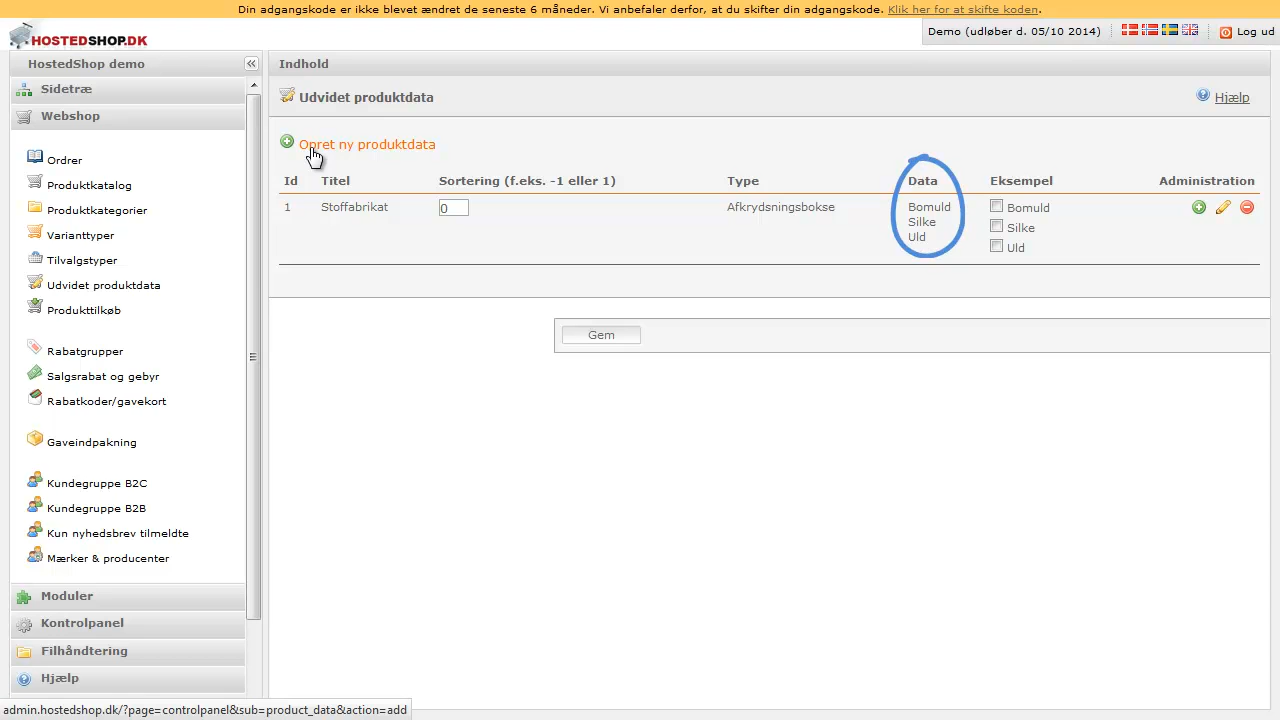 Din adgangskode er ikke blevet ændret de seneste 6 måneder. Vi anbefaler derfor, at du skifter din adgangskode. Klik her for at skifte koden.
HOSTEDSHOP.DK
Demo (udløber d. 05/10 2014)
Log ud
HostedShop demo
Indhold
Sidetræ
Udvidet produktdata
Hjælp
Webshop
Opret ny produktdata
Ordrer
Produktkatalog
Produktkategorier
Varianttyper
Tilvalgstyper
Udvidet produktdata
Produkttilkøb
Rabatgrupper
Salgsrabat og gebyr
Rabatkoder/gavekort
Gaveindpakning
Kundegruppe B2C
Kundegruppe B2B
Kun nyhedsbrev tilmeldte
Mærker & producenter
Moduler
Kontrolpanel
Filhåndtering
Hjælp
Id Titel Sortering (f.eks. -1 eller 1) Type Data Eksempel Administration
1 Stoffabrikat 0 Afkrydsningsbokse Bomuld Bomuld
Silke Silke
Uld Uld
Gem
admin.hostedshop.dk/?page=controlpanel&sub=product_data&action=add